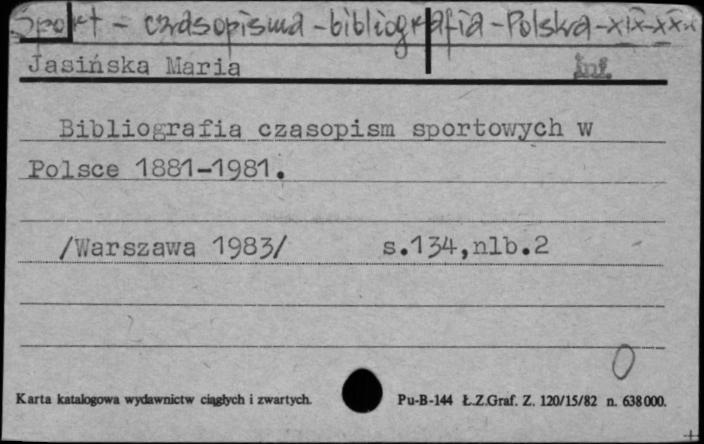 Sport - czasopisma - bibliografia - Polska - XIX-XX w
Jasińska Maria inf.
Bibliografia czasopism sportowych w
Polsce 1881-1981.
/Warszawa 1983/ s.134,nlb.2
0
Karta katalogowa wydawnictw ciągłych i zwartych. Pu-B-144 Ł.Z.Graf. Z. 120/15/82 n. 638000.